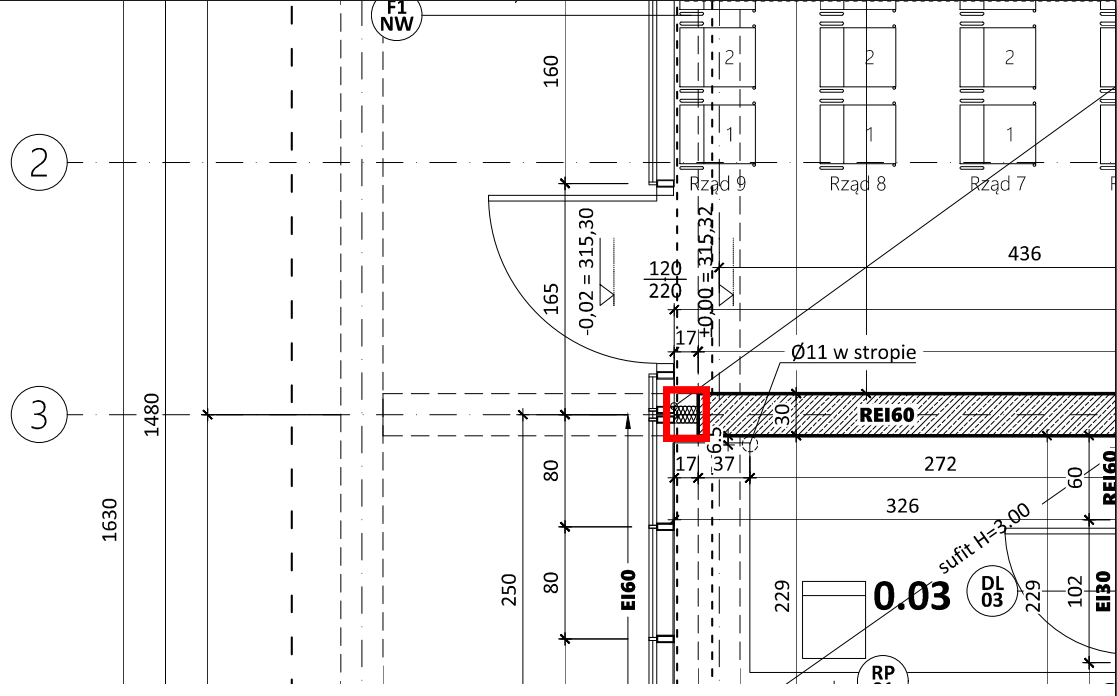 F1
NW
160
2
2
2
1
1
1
2
Rząd 9
Rząd 8
Rząd 7
-0,02 = 315,30
+0,00 = 315,32
436
120
220
165
17
Ø11 w stropie
3
1480
30
REI60
6.5
17
37
272
80
60
REI60
1630
326
sufit H=3.00
250
80
EI60
229
0.03
DL
03
229
102
EI30
RP